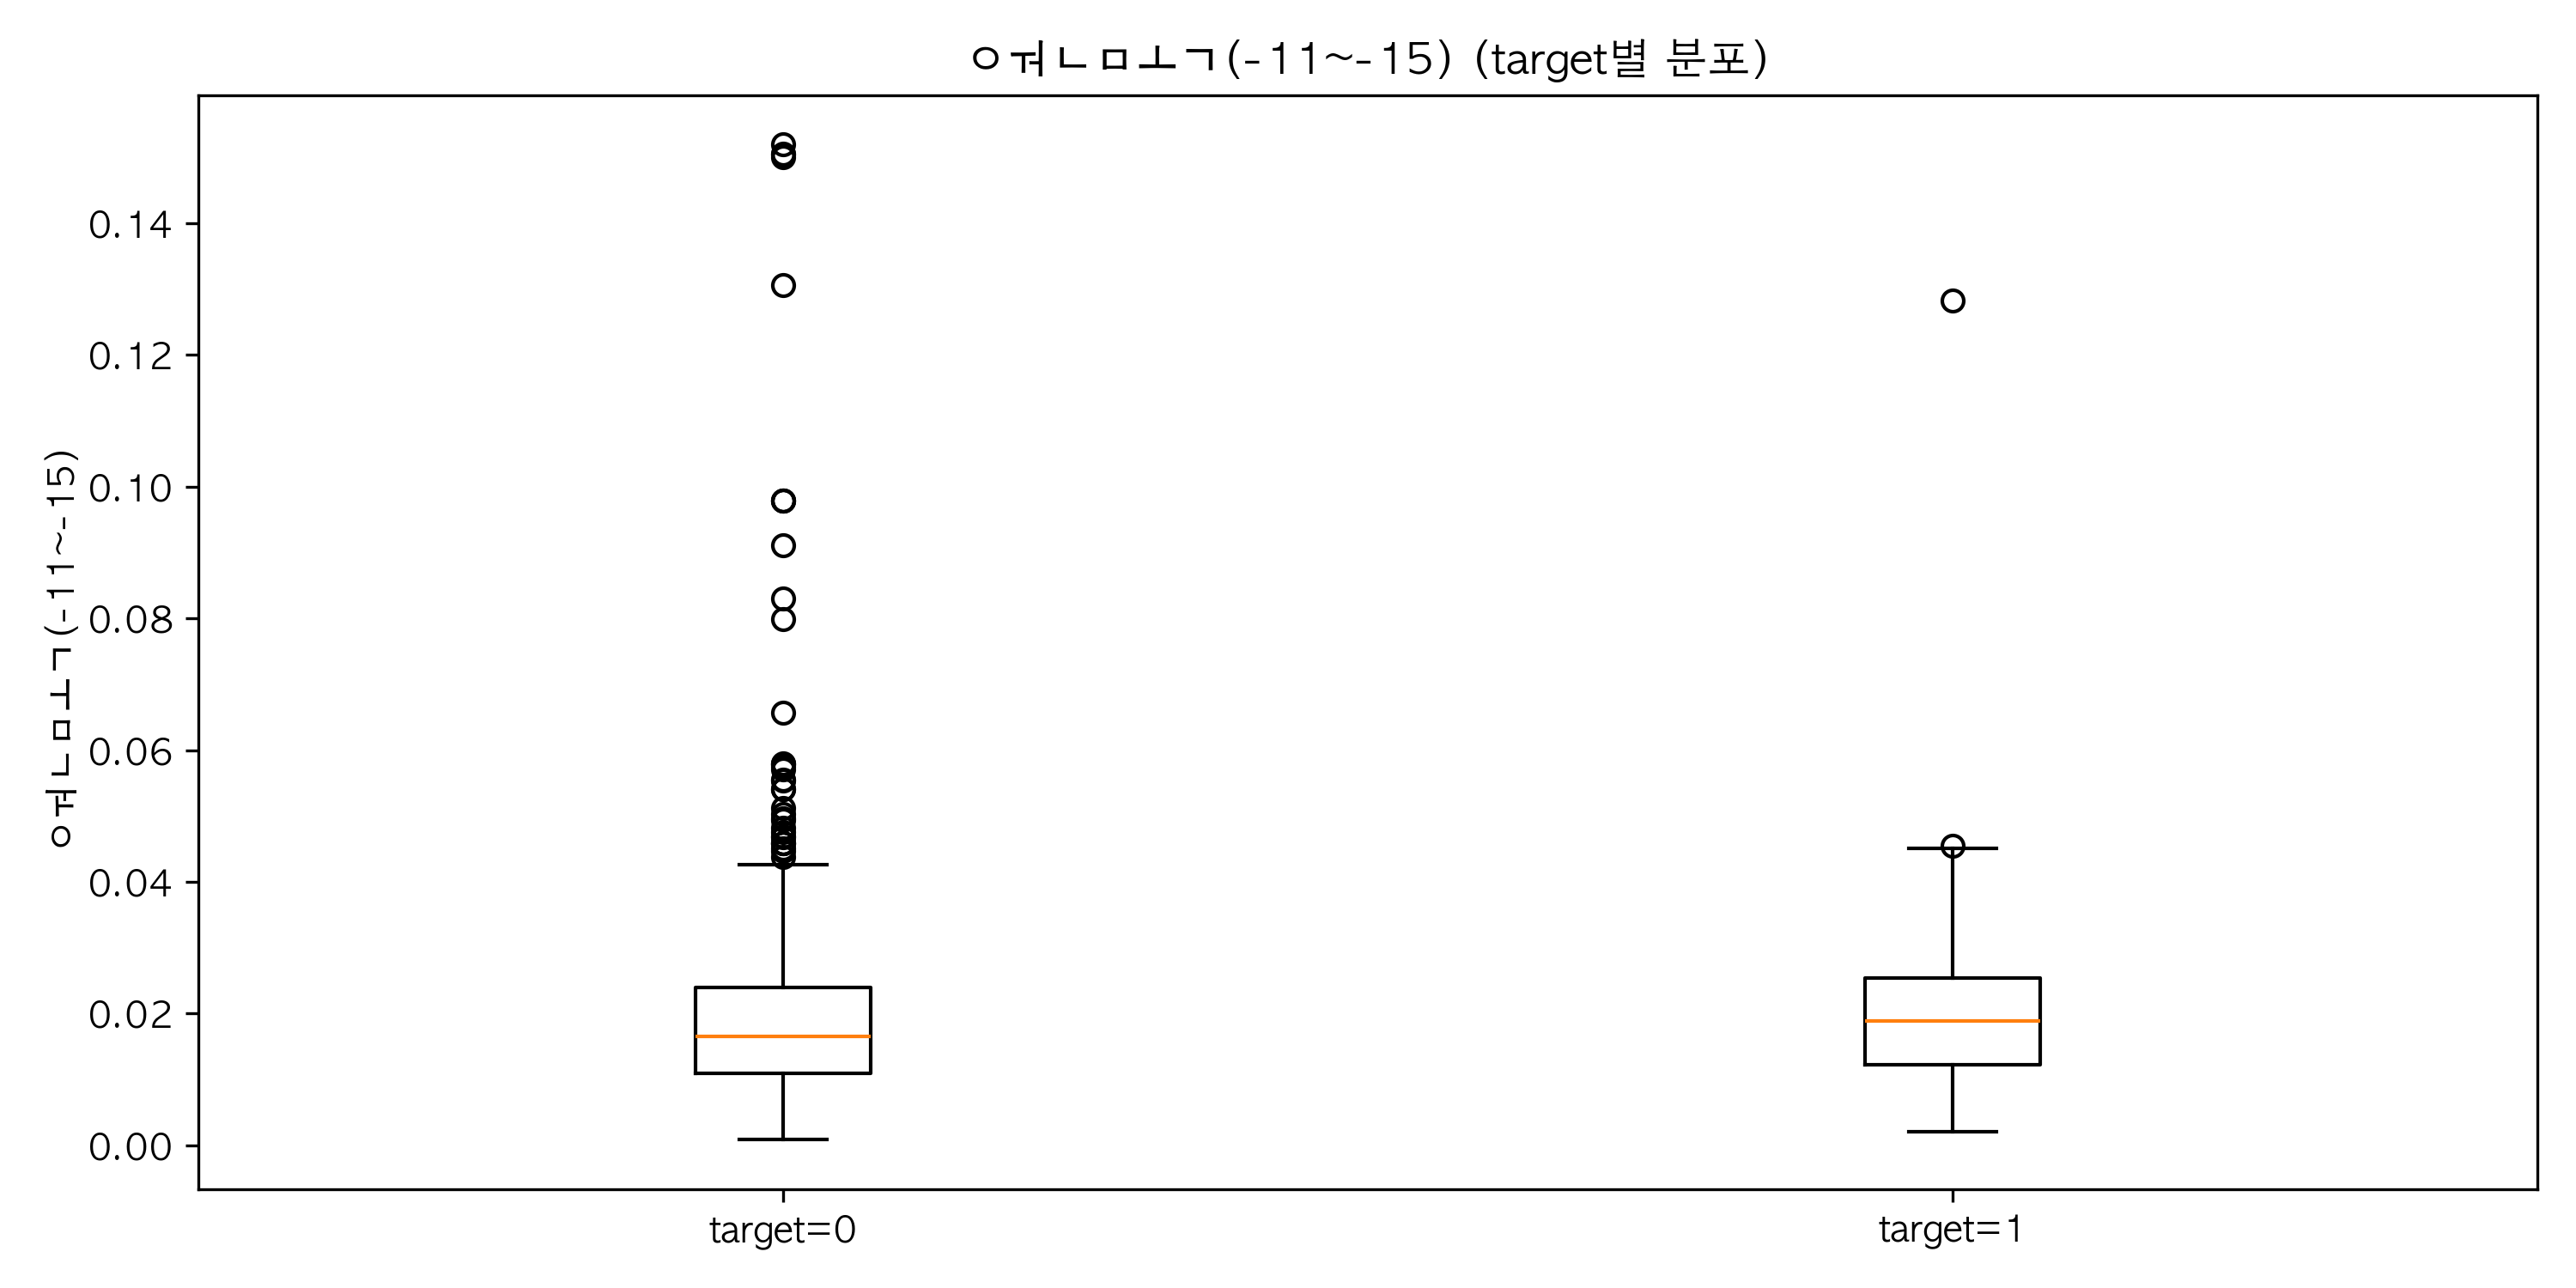 ㅇㅝㄴㅁㅗㄱ(-11~-15) (target별 분포)
ㅇㅝㄴㅁㅗㄱ(-11~-15)
0.14
0.12
0.10
0.08
0.06
0.04
0.02
0.00
target=0
target=1